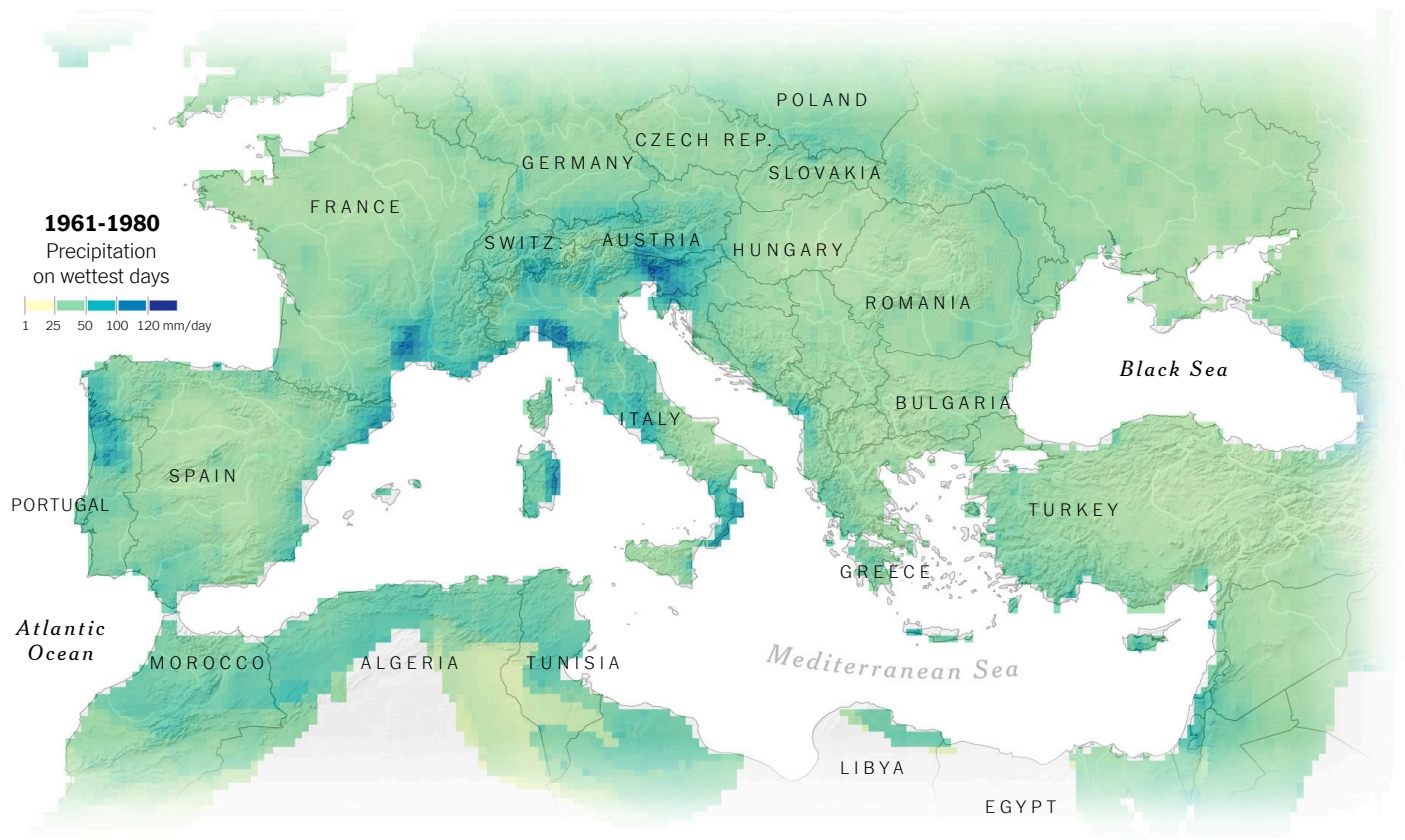 POLAND
CZECH REP.
GERMANY
SLOVAKIA
FRANCE
1961-1980
Precipitation
on wettest days
1 25 50 100 120 mm/day
SWITZ.
AUSTRIA
HUNGARY
ROMANIA
Black Sea
BULGARIA
ITALY
SPAIN
PORTUGAL
TURKEY
GREECE
Atlantic
Ocean
MOROCCO
ALGERIA
TUNISIA
Mediterranean Sea
LIBYA
EGYPT